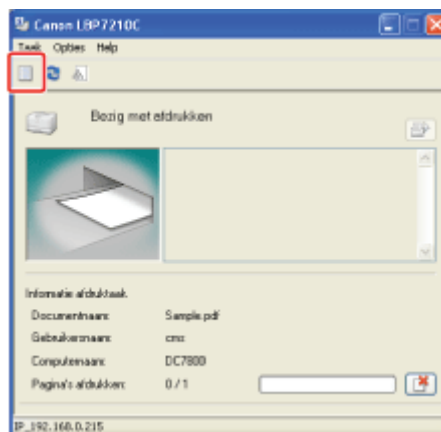 Canon LBP7210C
Taak Opties Help
Bezig met afdrukken
Informatie afdruktaak
Documentnaam: Sample.pdf
Gebruikersnaam: cms
Computernaam: DC7800
Pagina's afdrukken: 0 / 1
IP_192.168.0.215